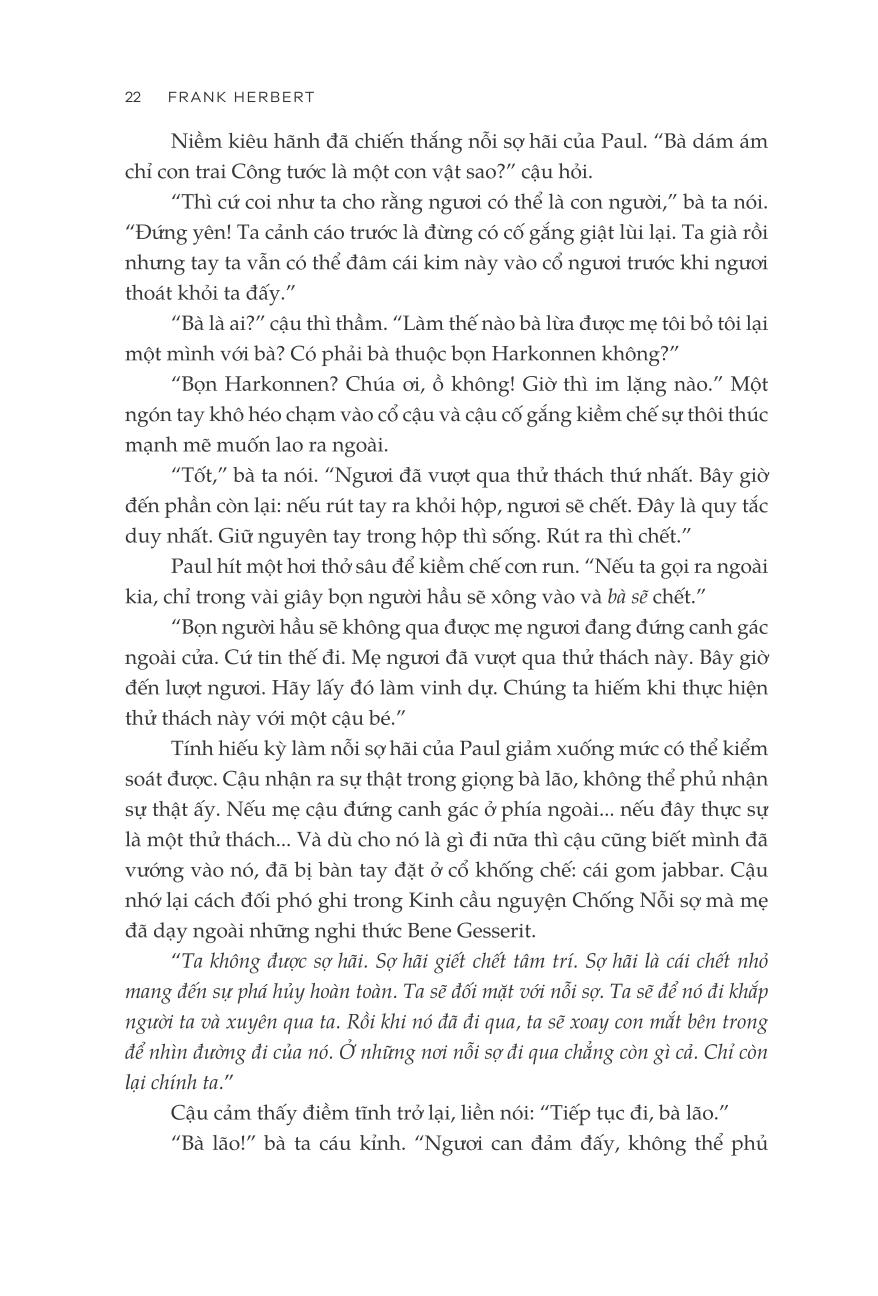 22 FRANK HERBERT
Niềm kiêu hãnh đã chiến thắng nỗi sợ hãi của Paul. “Bà dám ám
chỉ con trai Công tước là một con vật sao?” cậu hỏi.
“Thì cứ coi như ta cho rằng ngươi có thể là con người,” bà ta nói.
“Đứng yên! Ta cảnh cáo trước là đừng có cố gắng giật lùi lại. Ta già rồi
nhưng tay ta vẫn có thể đâm cái kim này vào cổ ngươi trước khi ngươi
thoát khỏi ta đấy.”
“Bà là ai?” cậu thì thầm. “Làm thế nào bà lừa được mẹ tôi bỏ tôi lại
một mình với bà? Có phải bà thuộc bọn Harkonnen không?”
“Bọn Harkonnen? Chúa ơi, ồ không! Giờ thì im lặng nào.” Một
ngón tay khô héo chạm vào cổ cậu và cậu cố gắng kiềm chế sự thôi thúc
mạnh mẽ muốn lao ra ngoài.
“Tốt,” bà ta nói. “Ngươi đã vượt qua thử thách thứ nhất. Bây giờ
đến phần còn lại: nếu rút tay ra khỏi hộp, ngươi sẽ chết. Đây là quy tắc
duy nhất. Giữ nguyên tay trong hộp thì sống. Rút ra thì chết.”
Paul hít một hơi thở sâu để kiềm chế cơn run. “Nếu ta gọi ra ngoài
kia, chỉ trong vài giây bọn người hầu sẽ xông vào và bà sẽ chết.”
“Bọn người hầu sẽ không qua được mẹ ngươi đang đứng canh gác
ngoài cửa. Cứ tin thế đi. Mẹ ngươi đã vượt qua thử thách này. Bây giờ
đến lượt ngươi. Hãy lấy đó làm vinh dự. Chúng ta hiếm khi thực hiện
thử thách này với một cậu bé.”
Tính hiếu kỳ làm nỗi sợ hãi của Paul giảm xuống mức có thể kiểm
soát được. Cậu nhận ra sự thật trong giọng bà lão, không thể phủ nhận
sự thật ấy. Nếu mẹ cậu đứng canh gác ở phía ngoài... nếu đây thực sự
là một thử thách... Và dù cho nó là gì đi nữa thì cậu cũng biết mình đã
vướng vào nó, đã bị bàn tay đặt ở cổ khống chế: cái gom jabbar. Cậu
nhớ lại cách đối phó ghi trong Kinh cầu nguyện Chống Nỗi sợ mà mẹ
đã dạy ngoài những nghi thức Bene Gesserit.
“Ta không được sợ hãi. Sợ hãi giết chết tâm trí. Sợ hãi là cái chết nhỏ
mang đến sự phá hủy hoàn toàn. Ta sẽ đối mặt với nỗi sợ. Ta sẽ để nó đi khắp
người ta và xuyên qua ta. Rồi khi nó đã đi qua, ta sẽ xoay con mắt bên trong
để nhìn đường đi của nó. Ở những nơi nỗi sợ đi qua chẳng còn gì cả. Chỉ còn
lại chính ta.”
Cậu cảm thấy điềm tĩnh trở lại, liền nói: “Tiếp tục đi, bà lão.”
“Bà lão!” bà ta cáu kỉnh. “Ngươi can đảm đấy, không thể phủ